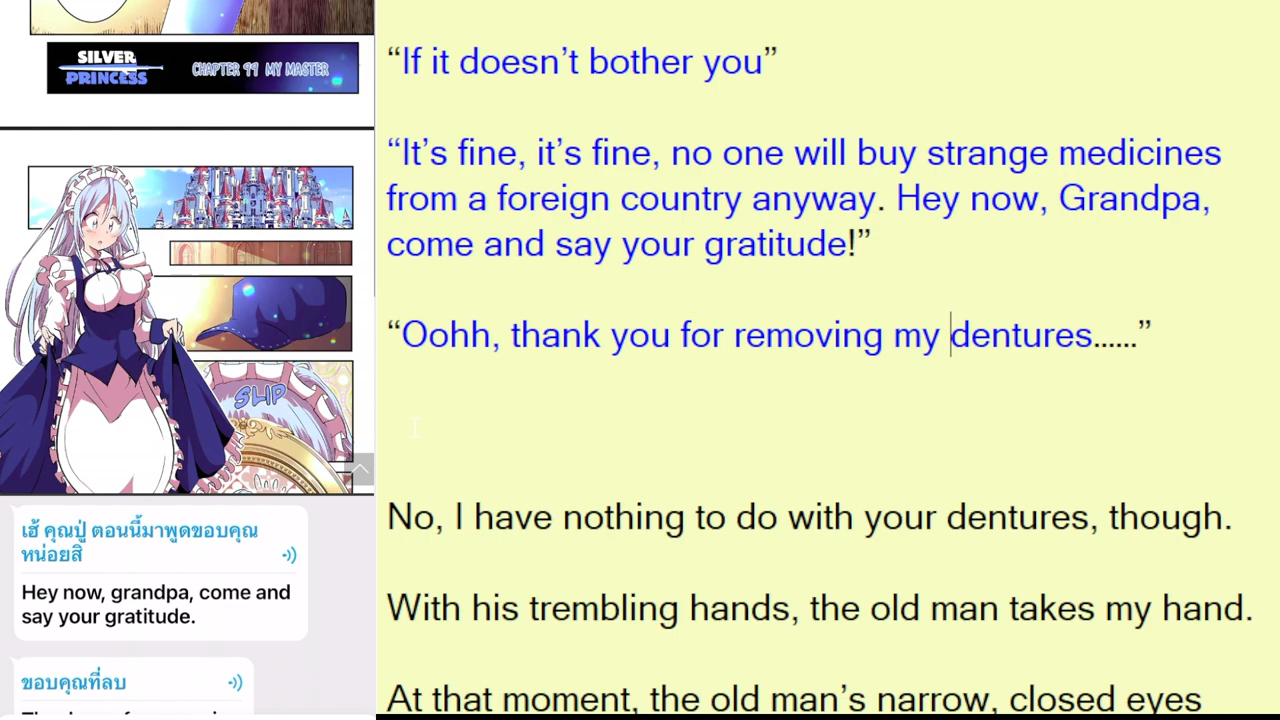 SILVER
PRINCESS
CHAPTER 99 MY MASTER
SLIP
เฮ้ คุณปู่ ตอนนี้มาพูดขอบคุณ
หน่อยสิ
Hey now, grandpa, come and
say your gratitude.
ขอบคุณที่ลบ
“If it doesn’t bother you”
“It’s fine, it’s fine, no one will buy strange medicines
from a foreign country anyway. Hey now, Grandpa,
come and say your gratitude!”
“Oohh, thank you for removing my dentures......”
No, I have nothing to do with your dentures, though.
With his trembling hands, the old man takes my hand.
At that moment, the old man’s narrow, closed eyes